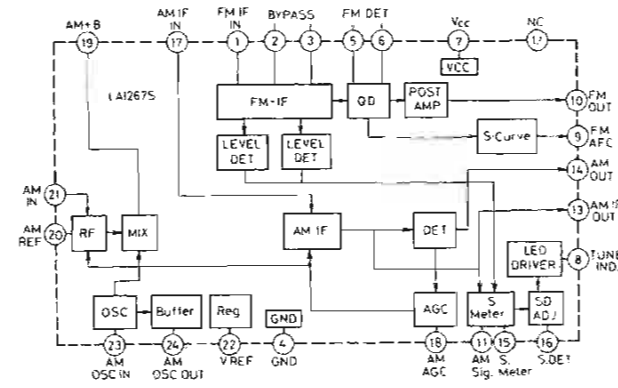 AM+B
AM IF IN
FM IF IN
BYPASS
FM DET
Vcc
NC
19
17
1
2
3
5
6
7
12
LA1267S
VCC
FM-IF
QD
POST AMP
10
FM OUT
LEVEL DET
LEVEL DET
S-Curve
9
FM AFC
14
AM OUT
AM IN
21
13
AM IF OUT
AM REF
20
RF
MIX
AM IF
DET
LED DRIVER
8
TUNE IND.
OSC
Buffer
Reg
GND
AGC
S Meter
SD ADJ
23
24
22
4
18
11
15
16
AM OSC IN
AM OSC OUT
V REF
GND
AM AGC
AM S.
Sig. Meter
S.DET